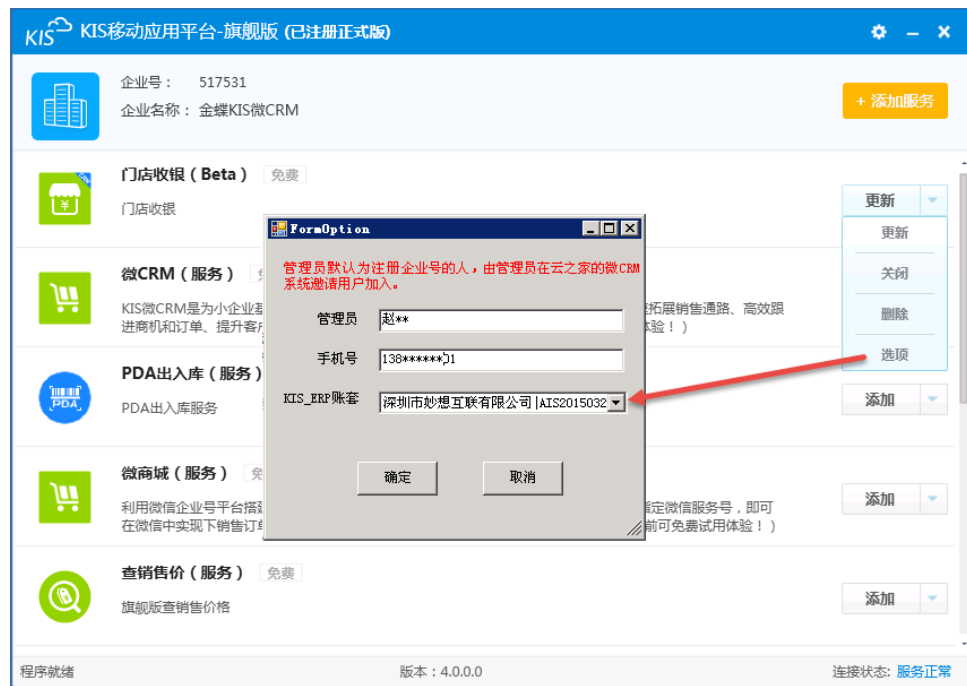 KIS KIS移动应用平台-旗舰版 (已注册正式版)
企业号： 517531
企业名称： 金蝶KIS微CRM
+ 添加服务
门店收银（Beta） 免费
门店收银
更新
更新
关闭
删除
选项
FormOption
管理员默认为注册企业号的人，由管理员在云之家的微CRM
系统邀请用户加入。
管理员 赵**
手机号 138******01
KIS_ERP账套 深圳市妙想互联有限公司|AIS2015032
确定 取消
微CRM（服务）
KIS微CRM是为小企业 拓展销售通路、高效跟
进商机和订单、提升客 体验！）
PDA
PDA出入库（服务）
PDA出入库服务
添加
微商城（服务） 免
利用微信企业号平台搭 指定微信服务号，即可
在微信中实现下销售订 前可免费试用体验！）
添加
查销售价（服务） 免费
旗舰版查销售价格
添加
程序就绪 版本：4.0.0.0 连接状态: 服务正常